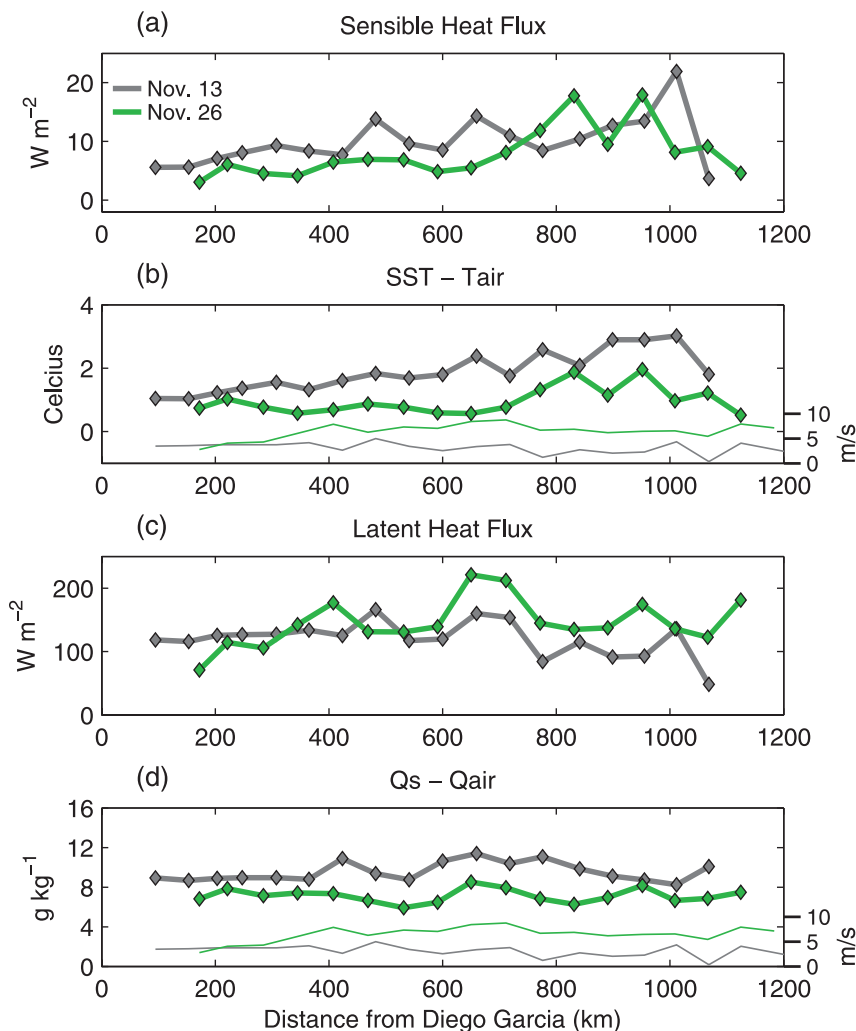 (a) Sensible Heat Flux
W m⁻²
20
10
0
Nov. 13
Nov. 26
0 200 400 600 800 1000 1200
(b) SST – Tair
Celcius
4
2
0
10
5
0
m/s
0 200 400 600 800 1000 1200
(c) Latent Heat Flux
W m⁻²
200
100
0
0 200 400 600 800 1000 1200
(d) Qs – Qair
g kg⁻¹
16
12
8
4
0
10
5
0
m/s
0 200 400 600 800 1000 1200
Distance from Diego Garcia (km)